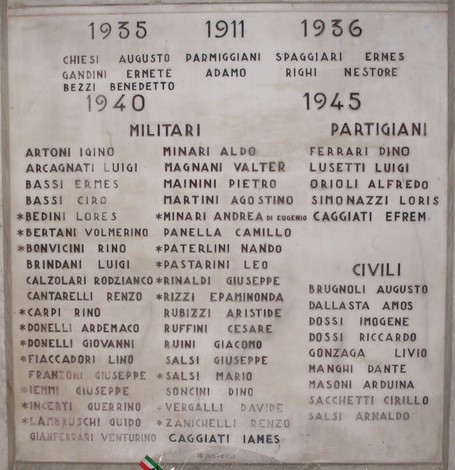 1935 1911 1936
CHIESI AUGUSTO PARMIGGIANI SPAGGIARI ERMES
GANDINI ERMETE ADAMO RIGHI NESTORE
BEZZI BENEDETTO
1940 1945
MILITARI
ARTONI IGINO
ARCAGNATI LUIGI
BASSI ERMES
BASSI CIRO
*BEDINI LORES
*BERTANI VOLMERINO
*BONVICINI RINO
BRINDANI LUIGI
CALZOLARI RODZIANCO
CANTARELLI RENZO
*CARPI RINO
*DONELLI ARDEMACO
*DONELLI GIOVANNI
*FIACCADORI LINO
FRANZONI GIUSEPPE
*IEMMI GIUSEPPE
*INCERTI GUERRINO
*LAMBRUSCHI GUIDO
GIANFERRARI VENTURINO
MINARI ALDO
MAGNANI VALTER
MAININI PIETRO
MARTINI AGOSTINO
*MINARI ANDREA DI EUGENIO
PANELLA CAMILLO
*PATERLINI NANDO
*PASTARINI LEO
*RINALDI GIUSEPPE
*RIZZI EPAMINONDA
RUBIZZI ARISTIDE
RUFFINI CESARE
RUINI GIACOMO
SALSI GIUSEPPE
*SALSI MARIO
SONCINI DINO
*VERGALLI DAVIDE
*ZANICHELLI RENZO
CAGGIATI IAMES
PARTIGIANI
FERRARI DINO
LUSETTI LUIGI
ORIOLI ALFREDO
SIMONAZZI LORIS
CAGGIATI EFREM
CIVILI
BRUGNOLI AUGUSTO
DALLASTA AMOS
DOSSI IMOGENE
DOSSI RICCARDO
GONZAGA LIVIO
MANGHI DANTE
MASONI ARDUINA
SACCHETTI CIRILLO
SALSI ARNALDO